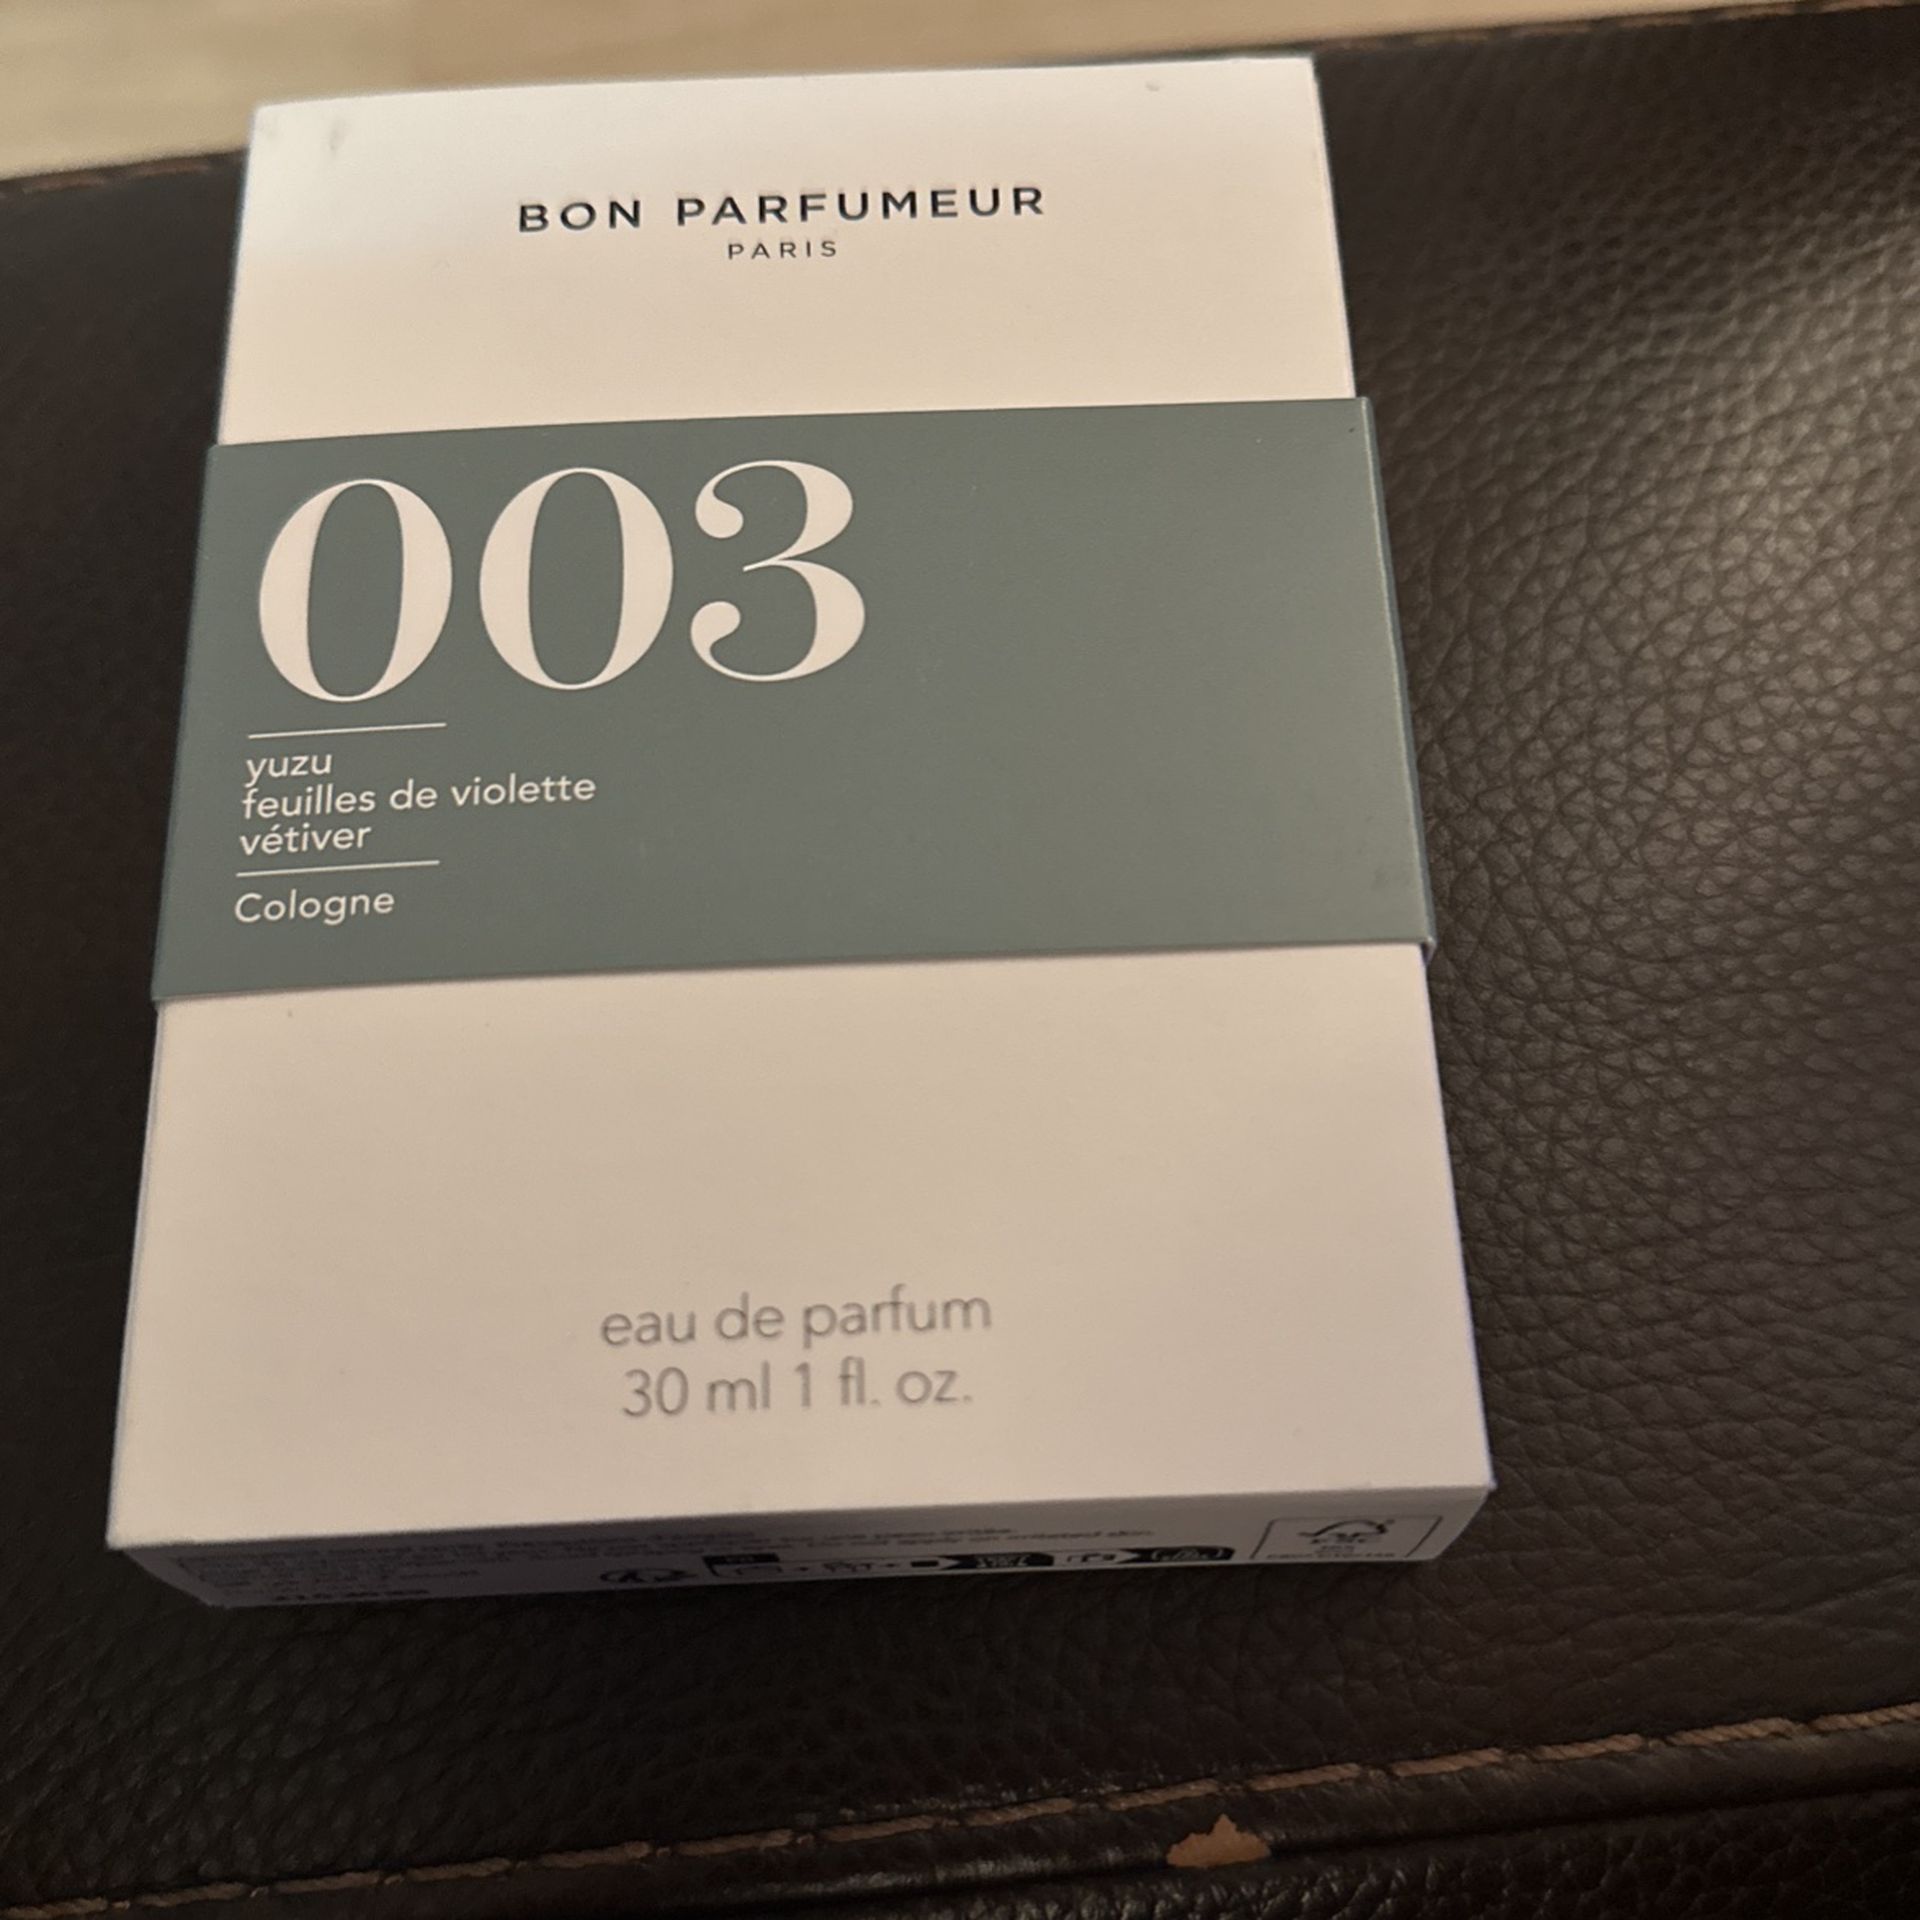 BON PARFUMEUR
PARIS
003
yuzu
feuilles de violette
vétiver
Cologne
eau de parfum
30 ml 1 fl. oz.